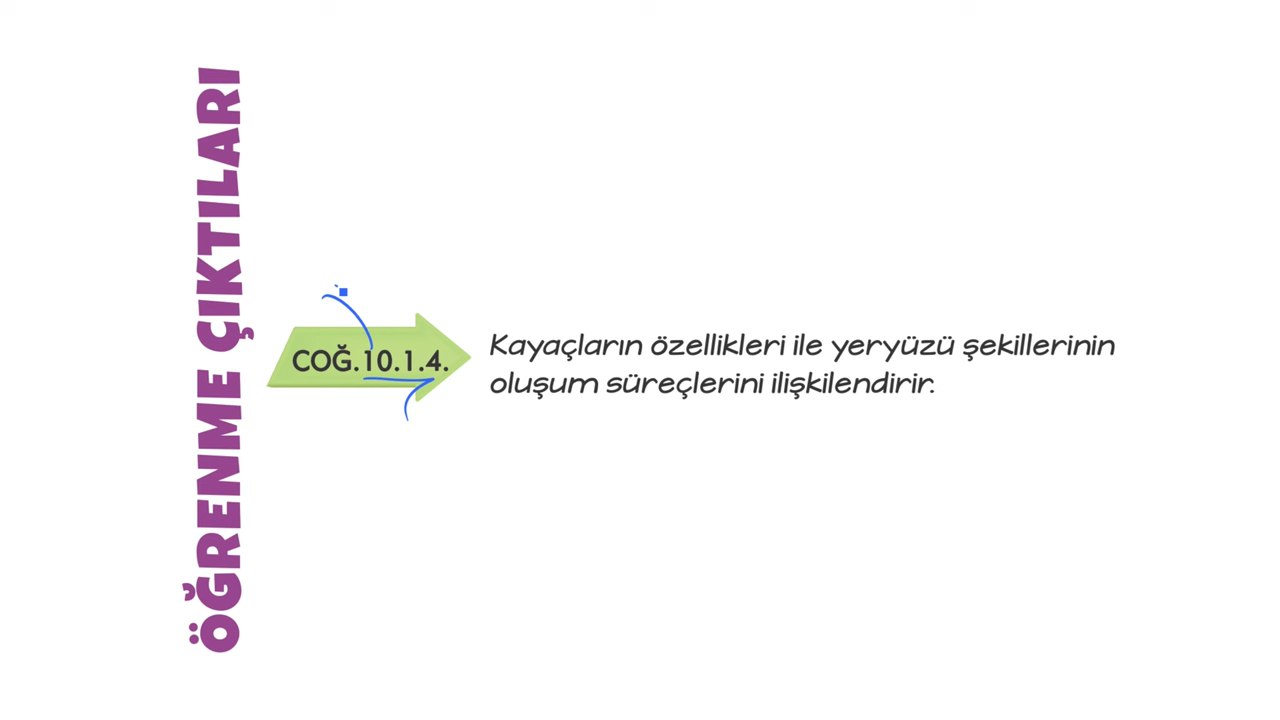 ÖĞRENME ÇIKTILARI
COĞ.10.1.4.
Kayaçların özellikleri ile yeryüzü şekillerinin
oluşum süreçlerini ilişkilendirir.